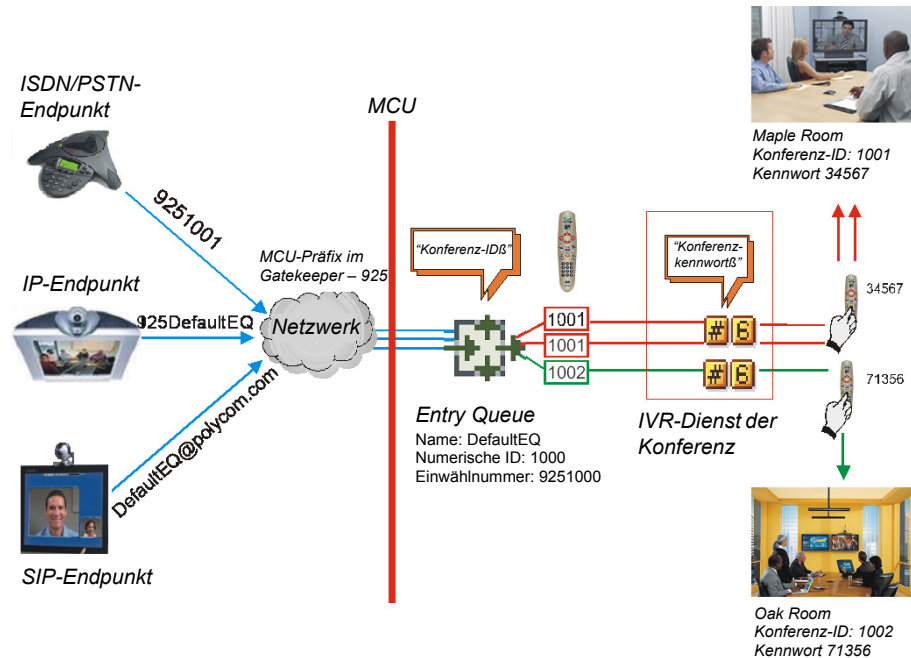 ISDN/PSTN-
Endpunkt
MCU
9251001
MCU-Präfix im
Gatekeeper – 925
IP-Endpunkt
925DefaultEQ
Netzwerk
DefaultEQ@polycom.com
SIP-Endpunkt
“Konferenz-IDß”
1001
1001
1002
Entry Queue
Name: DefaultEQ
Numerische ID: 1000
Einwählnummer: 9251000
“Konferenz-
kennwortß”
# 6
# 6
IVR-Dienst der
Konferenz
Maple Room
Konferenz-ID: 1001
Kennwort 34567
34567
71356
Oak Room
Konferenz-ID: 1002
Kennwort 71356